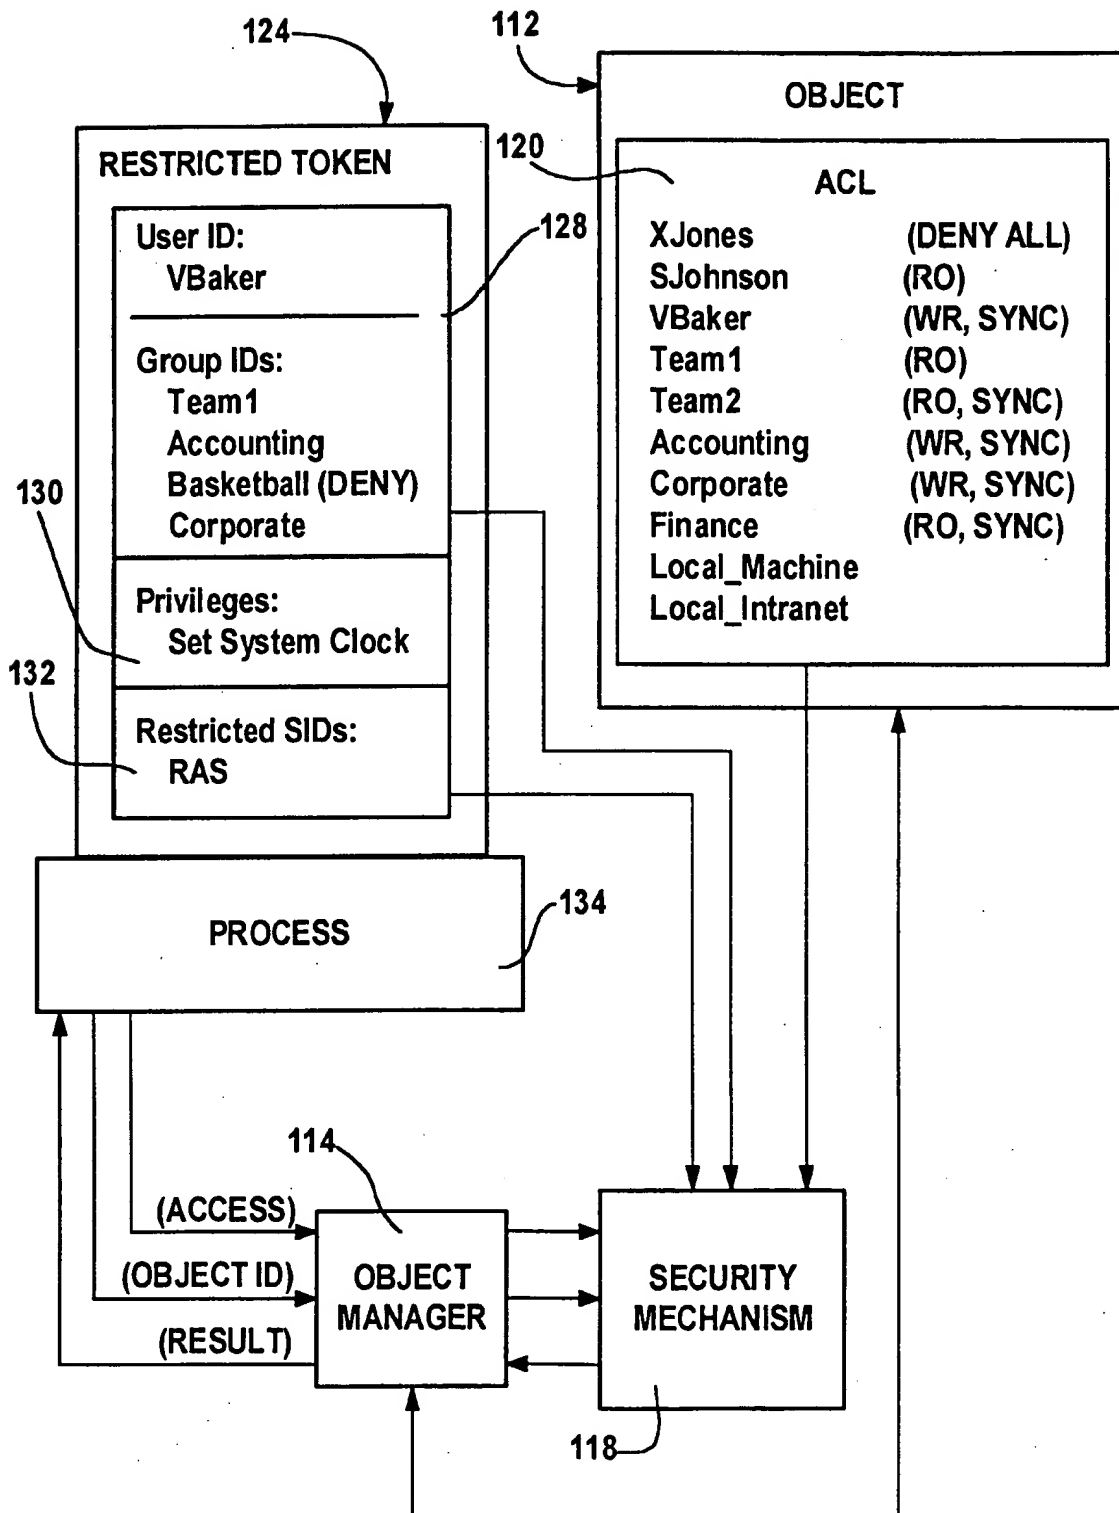 124
112
OBJECT
RESTRICTED TOKEN
120
ACL
User ID:
VBaker
128
Group IDs:
Team1
Accounting
Basketball (DENY)
Corporate
130
Privileges:
Set System Clock
132
Restricted SIDs:
RAS
XJones (DENY ALL)
SJohnson (RO)
VBaker (WR, SYNC)
Team1 (RO)
Team2 (RO, SYNC)
Accounting (WR, SYNC)
Corporate (WR, SYNC)
Finance (RO, SYNC)
Local_Machine
Local_Intranet
PROCESS
134
114
(ACCESS)
(OBJECT ID)
(RESULT)
OBJECT
MANAGER
SECURITY
MECHANISM
118